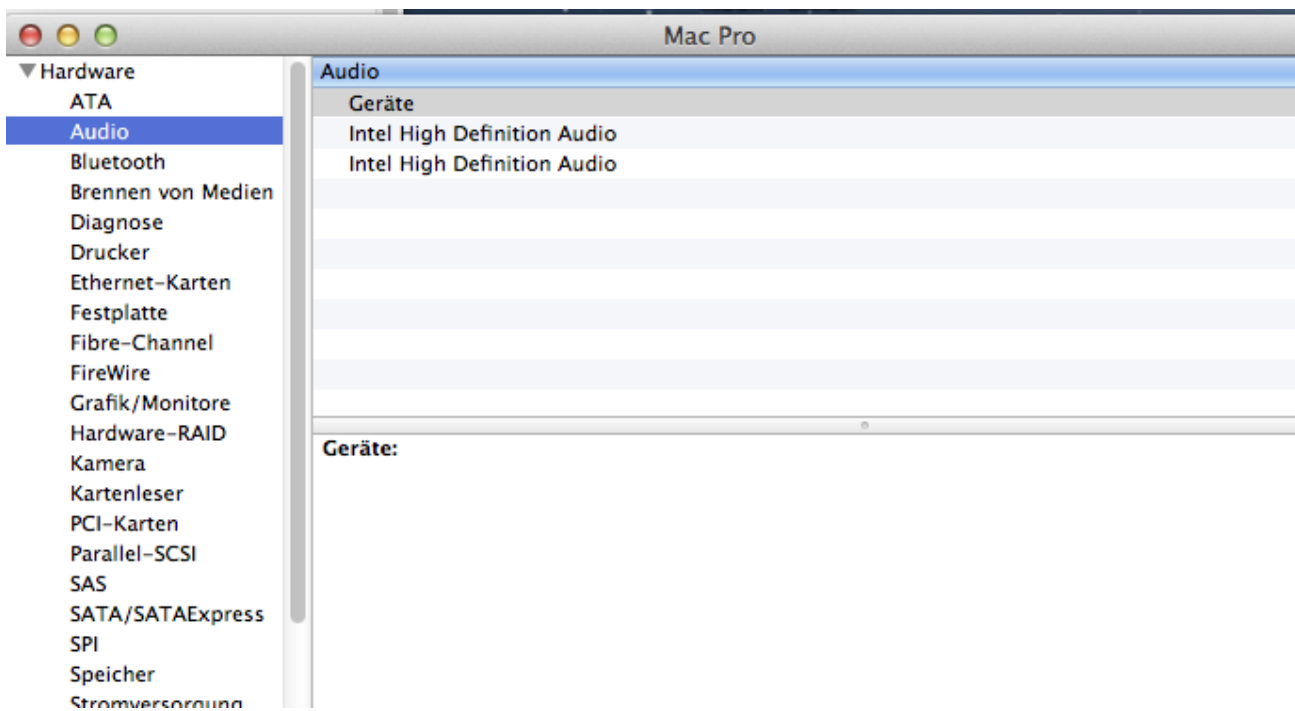 Mac Pro
Hardware
ATA
Audio
Bluetooth
Brennen von Medien
Diagnose
Drucker
Ethernet-Karten
Festplatte
Fibre-Channel
FireWire
Grafik/Monitore
Hardware-RAID
Kamera
Kartenleser
PCI-Karten
Parallel-SCSI
SAS
SATA/SATAExpress
SPI
Speicher
Stromversorgung
Audio
Geräte
Intel High Definition Audio
Intel High Definition Audio
Geräte: